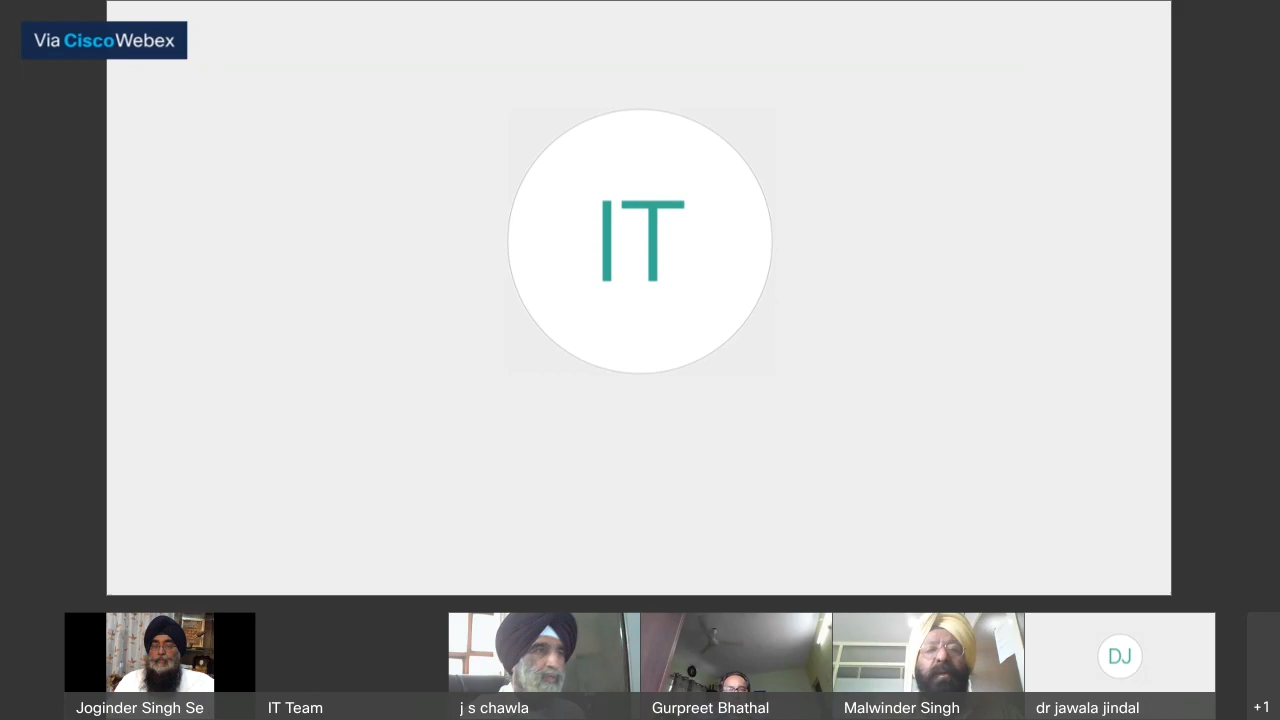 Via CiscoWebex
IT
DJ
Joginder Singh Se
IT Team
j s chawla
Gurpreet Bhathal
Malwinder Singh
dr jawala jindal
+1